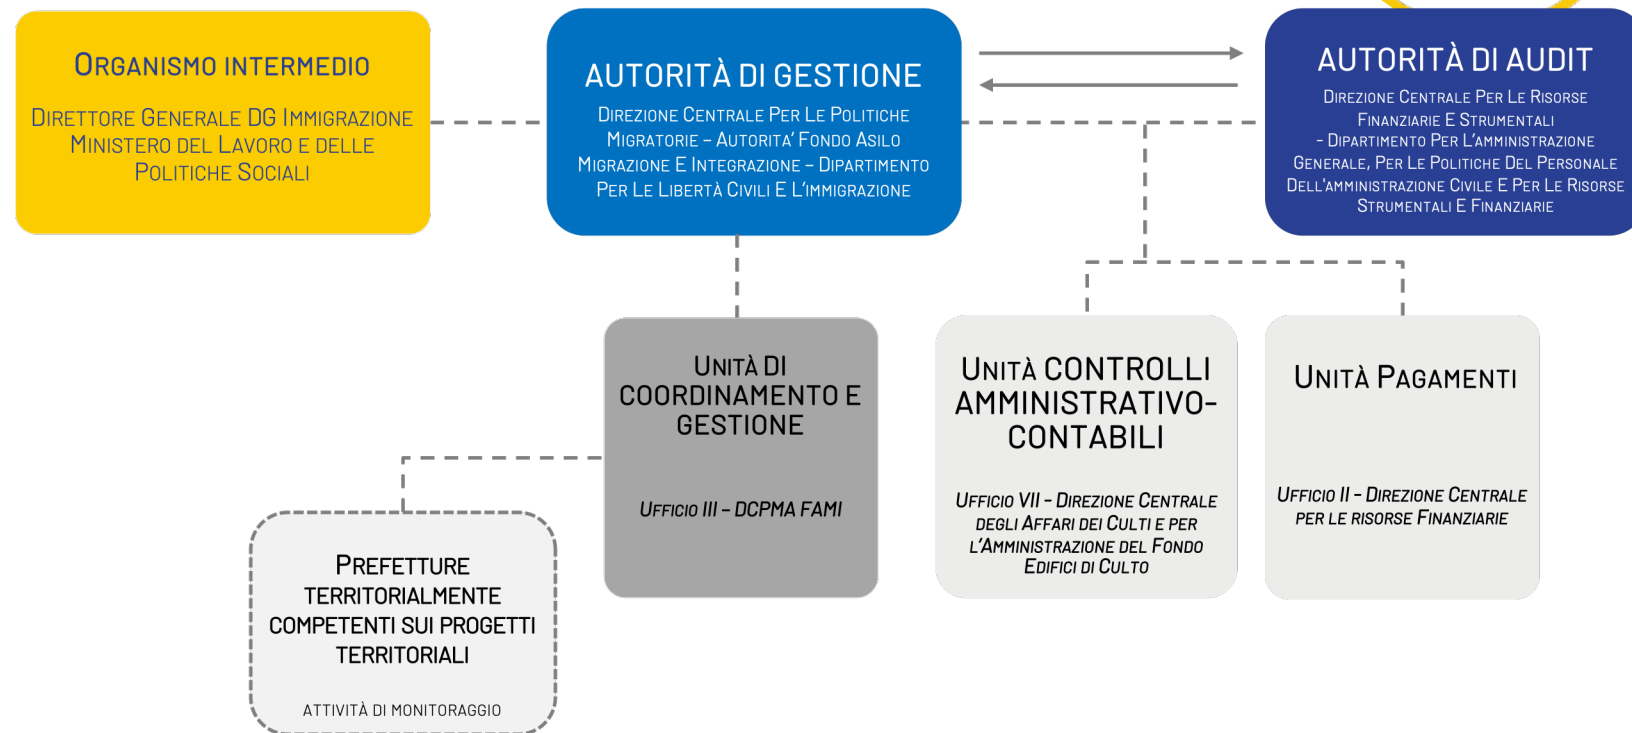 Organismo intermedio
Direttore Generale DG Immigrazione
Ministero del Lavoro e delle
Politiche Sociali
AUTORITÀ DI GESTIONE
Direzione Centrale Per Le Politiche
Migratorie – Autorita' Fondo Asilo
Migrazione E Integrazione – Dipartimento
Per Le Libertà Civili E L'immigrazione
AUTORITÀ DI AUDIT
Direzione Centrale Per Le Risorse
Finanziarie E Strumentali
- Dipartimento Per L'amministrazione
Generale, Per Le Politiche Del Personale
Dell'amministrazione Civile E Per Le Risorse
Strumentali E Finanziarie
Unità DI
COORDINAMENTO E
GESTIONE
Ufficio III – DCPMA FAMI
Unità CONTROLLI
AMMINISTRATIVO-
CONTABILI
Ufficio VII - Direzione Centrale
degli Affari dei Culti e per
l'Amministrazione del Fondo
Edifici di Culto
Unità Pagamenti
Ufficio II - Direzione Centrale
per le risorse Finanziarie
Prefetture
territorialmente
competenti sui progetti
territoriali
attività di monitoraggio